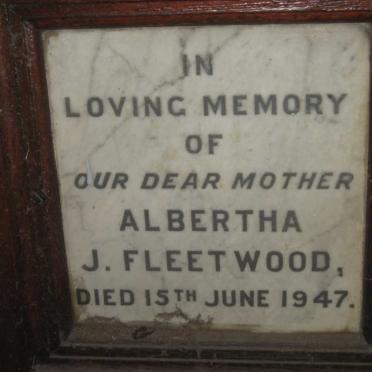 IN
LOVING MEMORY
OF
OUR DEAR MOTHER
ALBERTHA
J. FLEETWOOD,
DIED 15TH JUNE 1947.